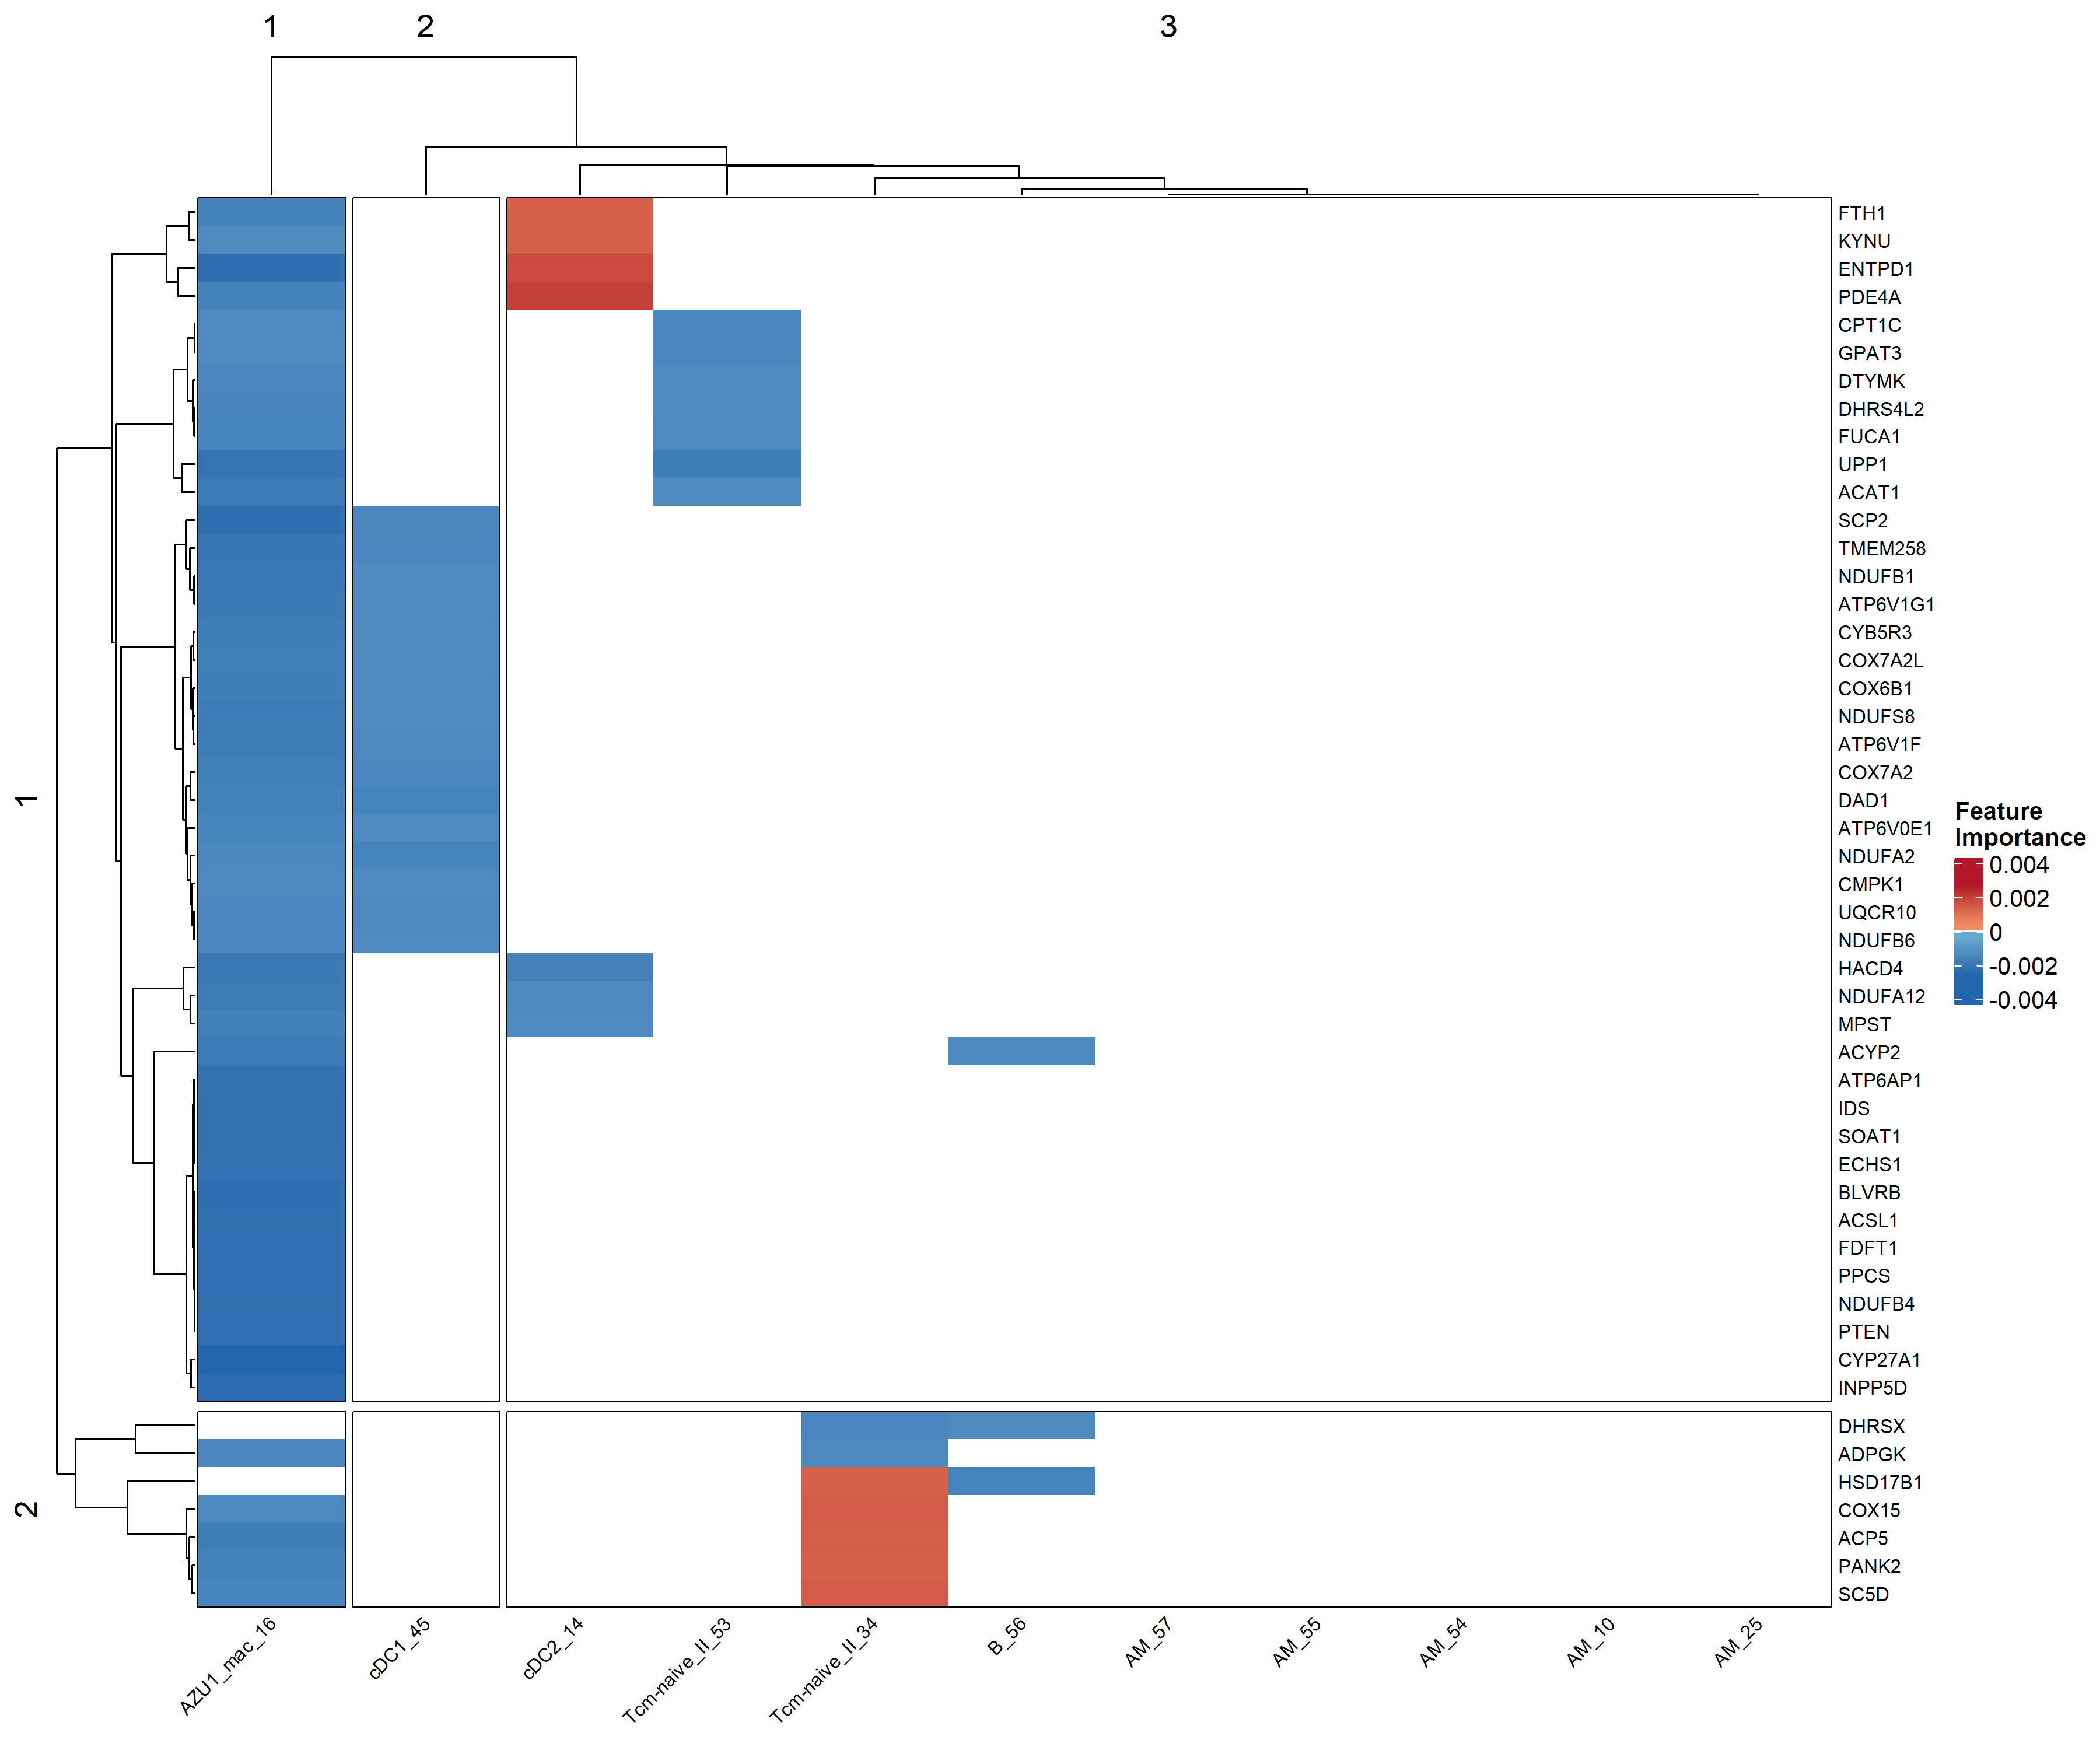 1
2
3
FTH1
KYNU
ENTPD1
PDE4A
CPT1C
GPAT3
DTYMK
DHRS4L2
FUCA1
UPP1
ACAT1
SCP2
TMEM258
NDUFB1
ATP6V1G1
CYB5R3
COX7A2L
COX6B1
NDUFS8
ATP6V1F
COX7A2
DAD1
ATP6V0E1
NDUFA2
CMPK1
UQCR10
NDUFB6
HACD4
NDUFA12
MPST
ACYP2
ATP6AP1
IDS
SOAT1
ECHS1
BLVRB
ACSL1
FDFT1
PPCS
NDUFB4
PTEN
CYP27A1
INPP5D
DHRSX
ADPGK
HSD17B1
COX15
ACP5
PANK2
SC5D
1
2
Feature
Importance
0.004
0.002
0
-0.002
-0.004
AZU1_mac_16
cDC1_45
cDC2_14
Tcm-naive_II_53
Tcm-naive_II_34
B_56
AM_57
AM_55
AM_54
AM_10
AM_25